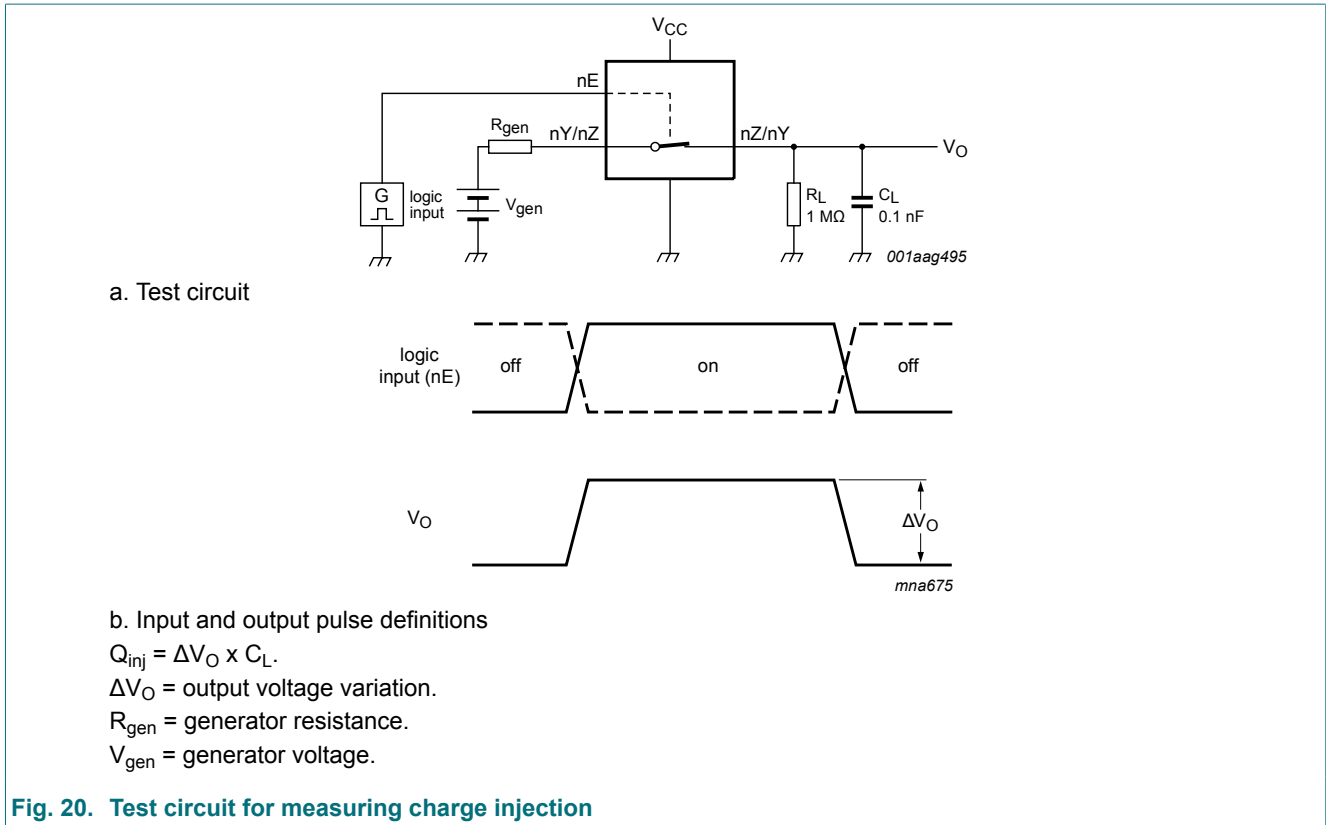 VCC
nE
Rgen
nY/nZ
nZ/nY
VO
G
logic
input
Vgen
RL
1 MΩ
CL
0.1 nF
001aag495
a. Test circuit
logic
input (nE)
off
on
off
VO
ΔVO
mna675
b. Input and output pulse definitions
Qinj = ΔVO x CL.
ΔVO = output voltage variation.
Rgen = generator resistance.
Vgen = generator voltage.
Fig. 20. Test circuit for measuring charge injection